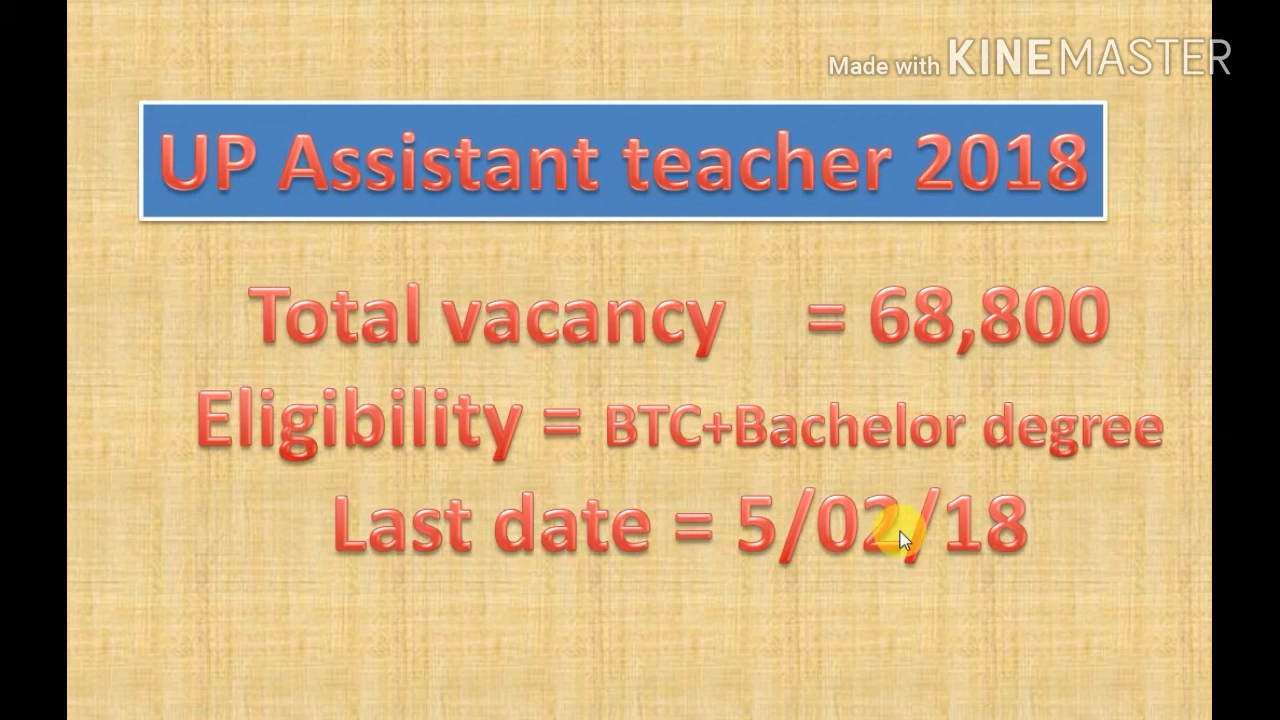 Made with KINEMASTER
UP Assistant teacher 2018
Total vacancy = 68,800
Eligibility = BTC+Bachelor degree
Last date = 5/02/18